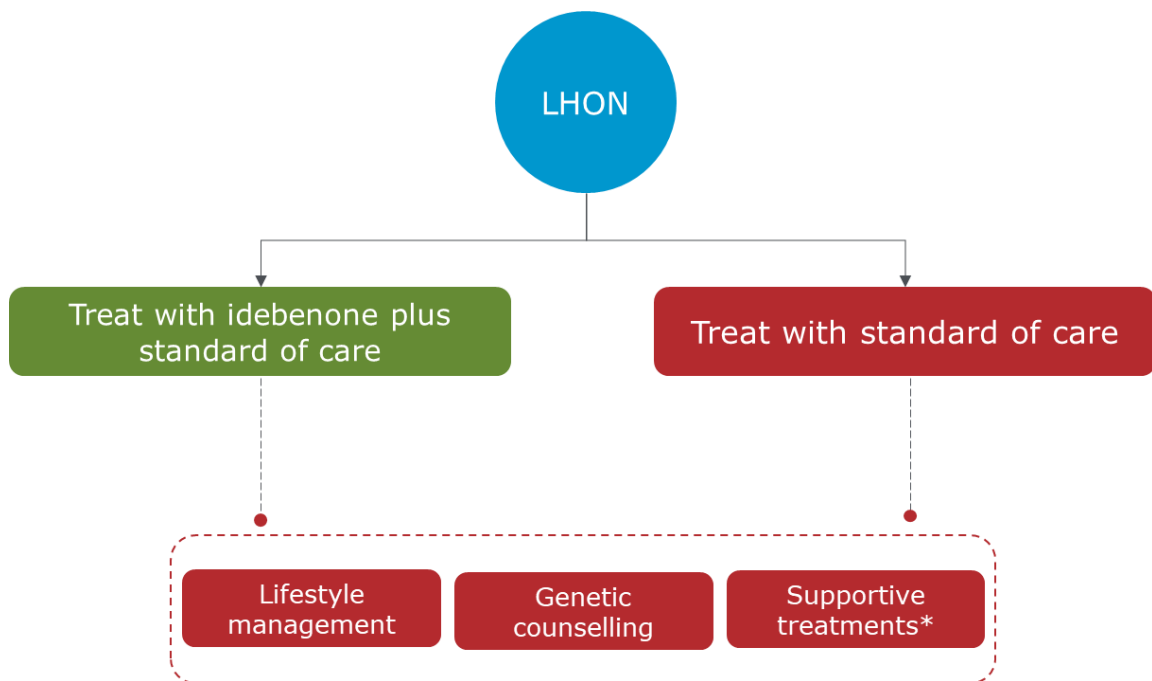 LHON
Treat with idebenone plus
standard of care
Treat with standard of care
Lifestyle
management
Genetic
counselling
Supportive
treatments*